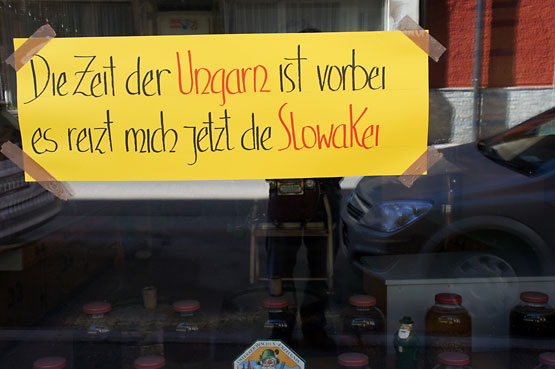 Die Zeit der Ungarn ist vorbei
es reizt mich jetzt die Slowakei